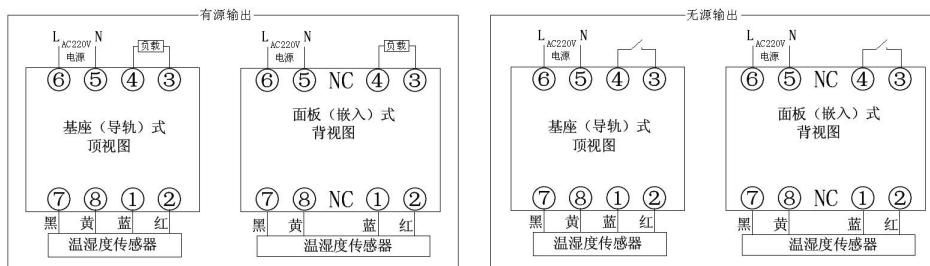 有源输出
L AC220V N 负载
电源
⑥ ⑤ ④ ③
基座（导轨）式
顶视图
⑦ ⑧ ① ②
黑 黄 蓝 红
温湿度传感器
L AC220V N 负载
电源
⑥ ⑤ NC ④ ③
面板（嵌入）式
背视图
⑦ ⑧ NC ① ②
黑 黄 蓝 红
温湿度传感器
无源输出
L AC220V N
电源
⑥ ⑤ ④ ③
基座（导轨）式
顶视图
⑦ ⑧ ① ②
黑 黄 蓝 红
温湿度传感器
L AC220V N
电源
⑥ ⑤ NC ④ ③
面板（嵌入）式
背视图
⑦ ⑧ NC ① ②
黑 黄 蓝 红
温湿度传感器